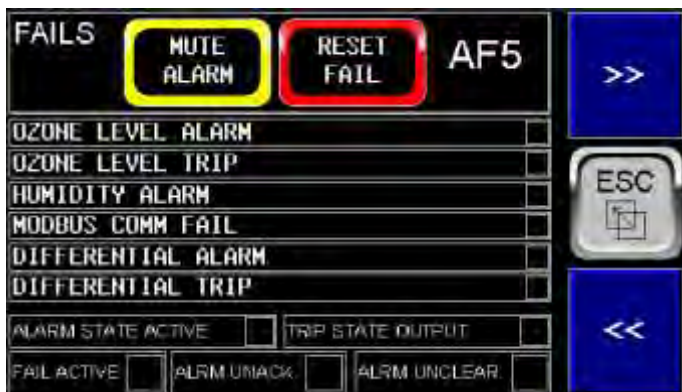 FAILS
MUTE ALARM
RESET FAIL
AF5
>>
OZONE LEVEL ALARM
OZONE LEVEL TRIP
HUMIDITY ALARM
MODBUS COMM FAIL
DIFFERENTIAL ALARM
DIFFERENTIAL TRIP
ESC
ALARM STATE ACTIVE
TRIP STATE OUTPUT
<<
FAIL ACTIVE
ALRM UNACK.
ALRM UNCLEAR.